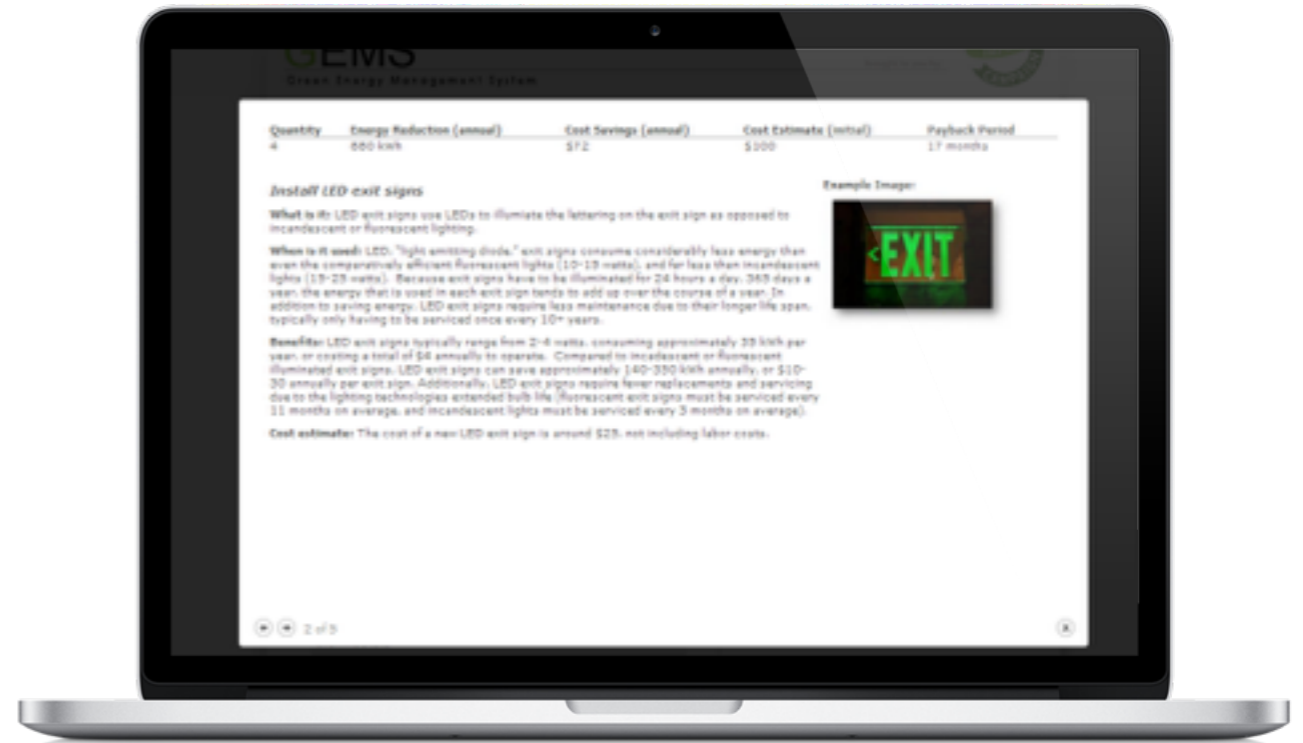 GEMS
Green Energy Management System
Quantity Energy Reduction (annual) Cost Savings (annual) Cost Estimate (initial) Payback Period
4 680 kWh $72 $100 17 months
Install LED exit signs
Example Image:
What is it: LED exit signs use LEDs to illumiate the lettering on the exit sign as opposed to
incandescent or fluorescent lighting.
<EXIT
When is it used: LED, "light emitting diode," exit signs consume considerably less energy than
even the comparatively efficient fluorescent lights (10-15 watts), and far less than incandescent
lights (15-25 watts). Because exit signs have to be illuminated for 24 hours a day, 365 days a
year, the energy that is used in each exit sign tends to add up over the course of a year. In
addition to saving energy, LED exit signs require less maintenance due to their longer life span,
typically only having to be serviced once every 10+ years.
Benefits: LED exit signs typically range from 2-4 watts, consuming approximately 35 kWh per
year, or costing a total of $4 annually to operate. Compared to incadescent or fluorescent
illuminated exit signs, LED exit signs can save approximately 140-350 kWh annually, or $10-
30 annually per exit sign. Additionally, LED exit signs require fewer replacements and servicing
due to the lighting technologies extended bulb life (fluorescent exit signs must be serviced every
11 months on average, and incandescent lights must be serviced every 3 months on average).
Cost estimate: The cost of a new LED exit sign is around $25, not including labor costs.
2 of 5
X